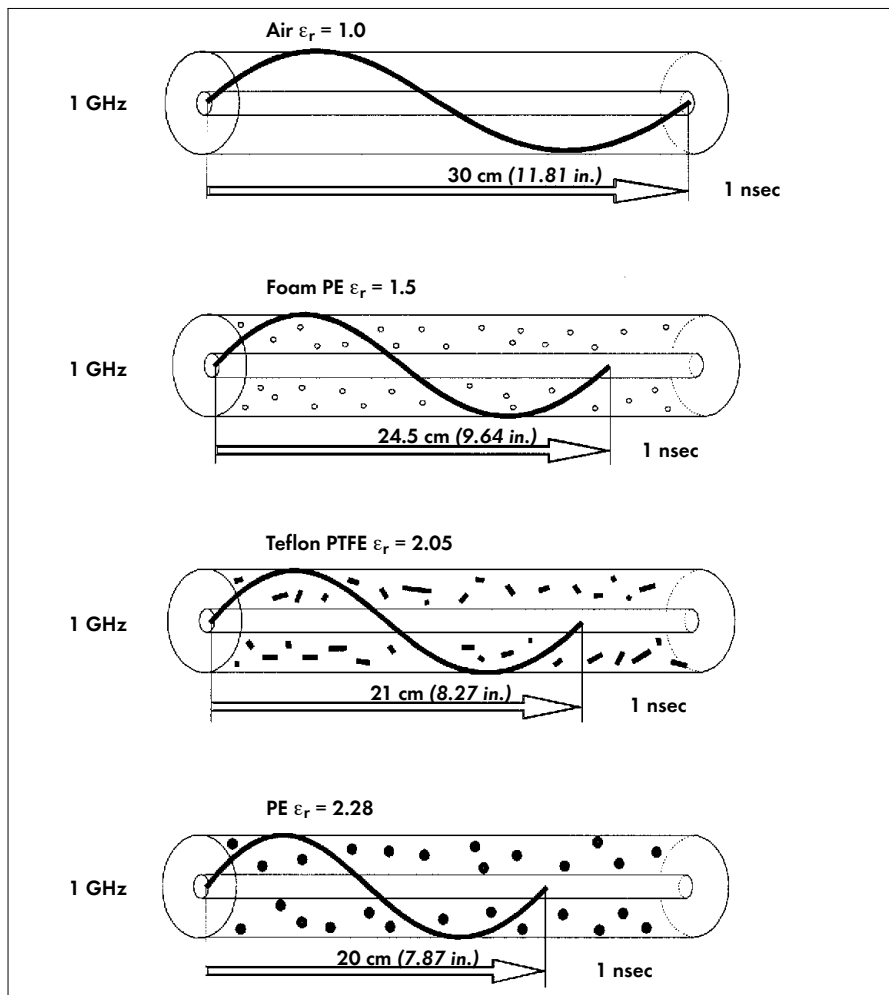 Air εr = 1.0
1 GHz
30 cm (11.81 in.)
1 nsec
Foam PE εr = 1.5
1 GHz
24.5 cm (9.64 in.)
1 nsec
Teflon PTFE εr = 2.05
1 GHz
21 cm (8.27 in.)
1 nsec
PE εr = 2.28
1 GHz
20 cm (7.87 in.)
1 nsec